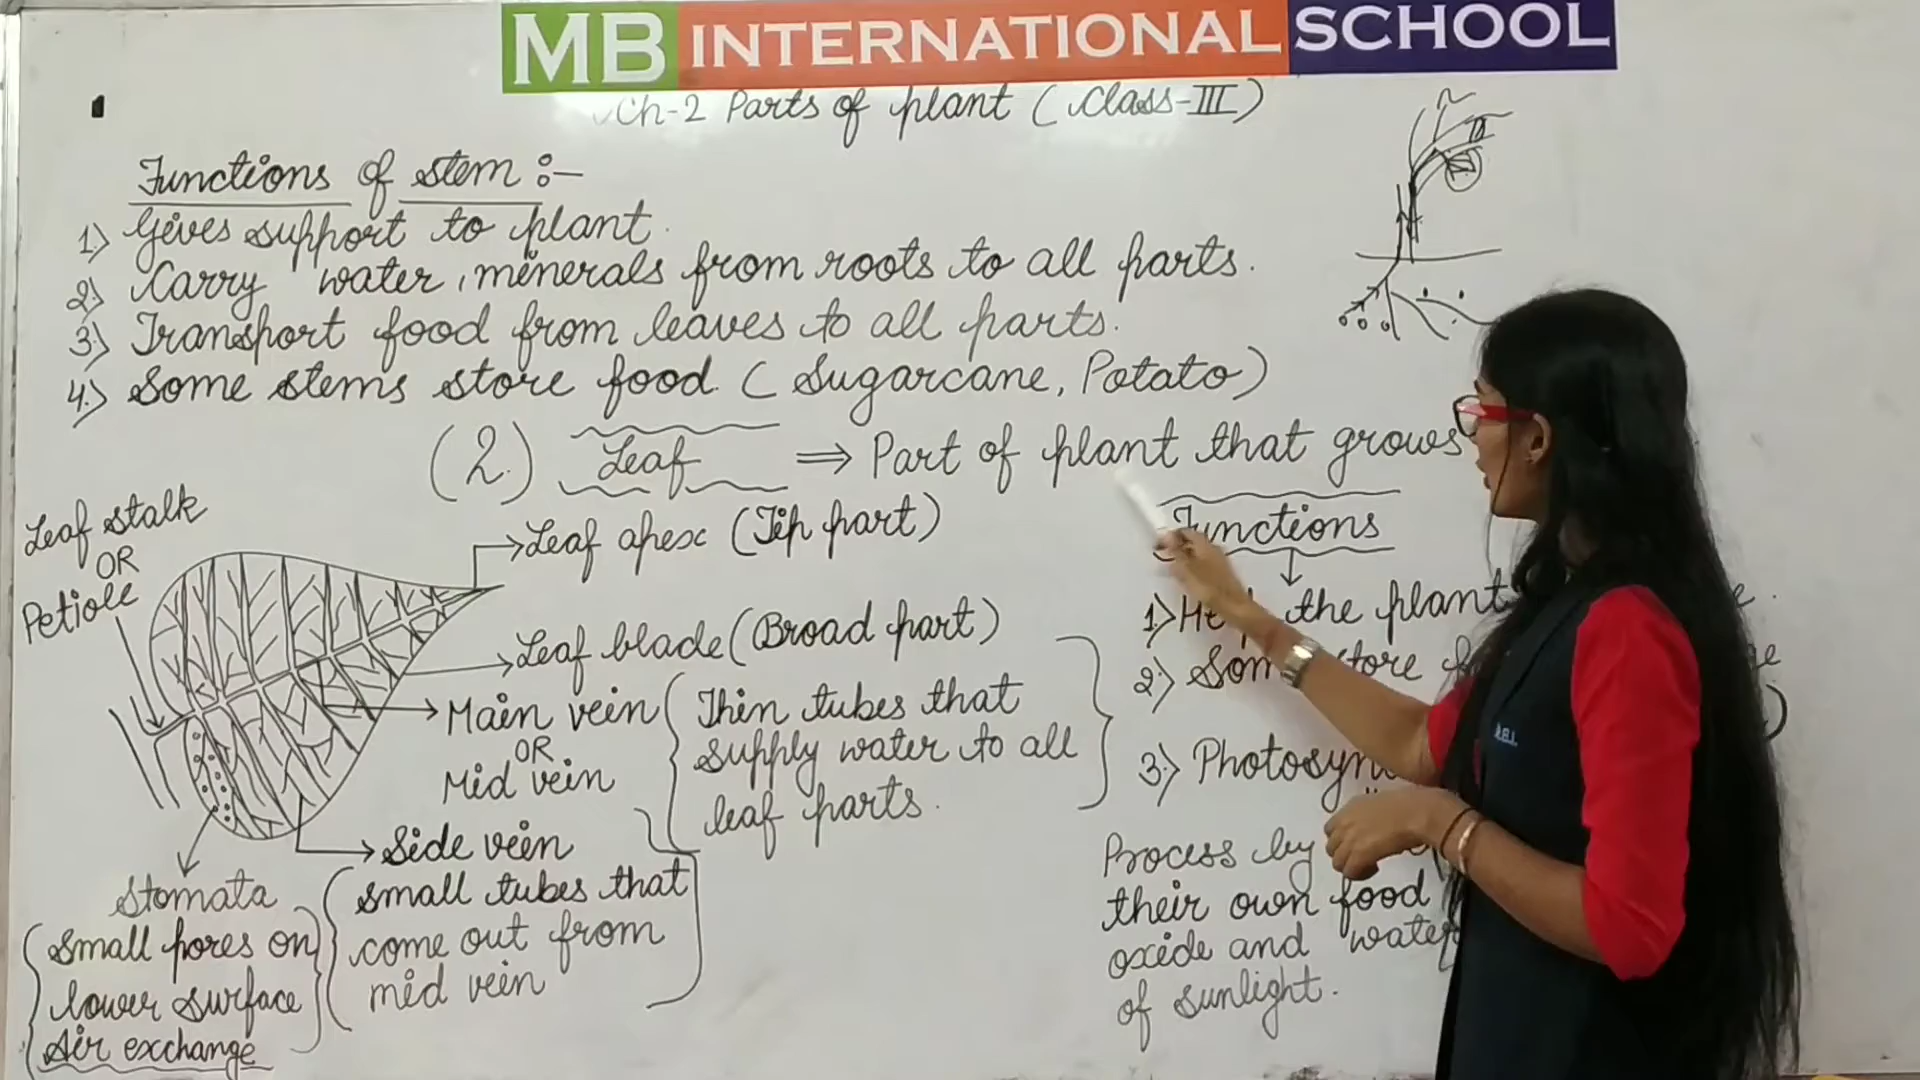 MB INTERNATIONAL SCHOOL
Ch-2 Parts of plant (Class-III)
Functions of stem :-
1.) Gives support to plant.
2.) Carry water, minerals from roots to all parts.
3.) Transport food from leaves to all parts.
4.) Some stems store food (Sugarcane, Potato)
(2.) Leaf ⇒ Part of plant that grows
Leaf stalk
OR
Petiole
Leaf apex (Tip part)
Leaf blade (Broad part)
Main vein
OR
Mid vein
Thin tubes that
supply water to all
leaf parts.
Side vein
small tubes that
come out from
mid vein
Stomata
small pores on
lower surface
Air exchange
Functions
1.) the plant
2.) store
3.)
Process by
their own food
oxide and water
of sunlight.